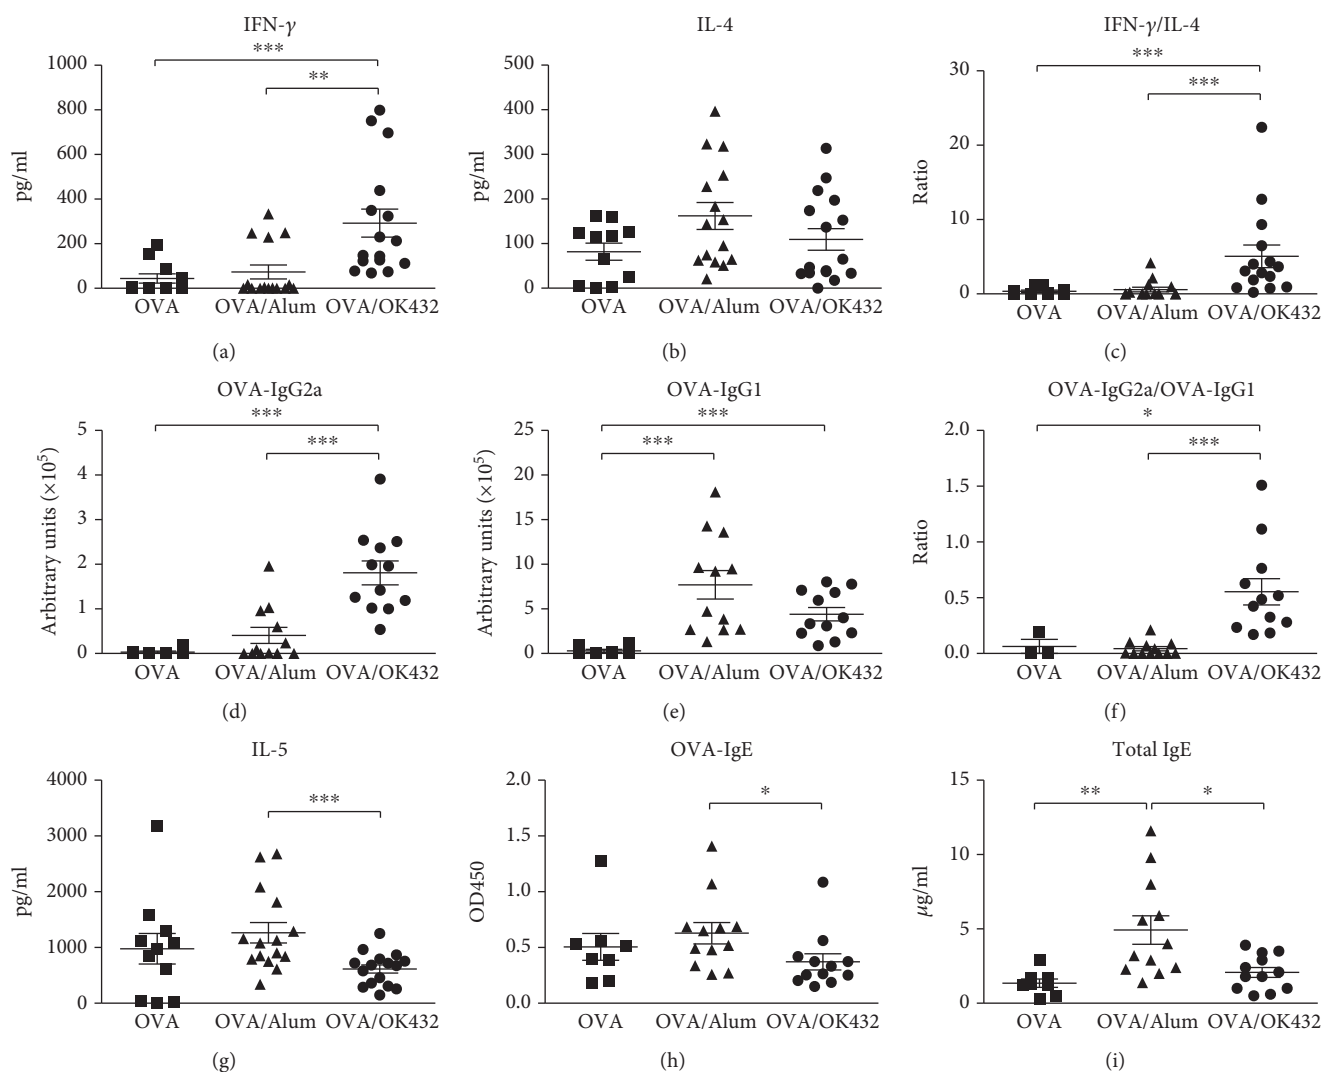 IFN-γ
1000
800
600
400
200
0
pg/ml
***
**
OVA
OVA/Alum
OVA/OK432
(a)
IL-4
500
400
300
200
100
0
pg/ml
OVA
OVA/Alum
OVA/OK432
(b)
IFN-γ/IL-4
30
20
10
0
Ratio
***
***
OVA
OVA/Alum
OVA/OK432
(c)
OVA-IgG2a
5
4
3
2
1
0
Arbitrary units (×10⁵)
***
***
OVA
OVA/Alum
OVA/OK432
(d)
OVA-IgG1
25
20
15
10
5
0
Arbitrary units (×10⁵)
***
***
OVA
OVA/Alum
OVA/OK432
(e)
OVA-IgG2a/OVA-IgG1
2.0
1.5
1.0
0.5
0.0
Ratio
*
***
OVA
OVA/Alum
OVA/OK432
(f)
IL-5
4000
3000
2000
1000
0
pg/ml
***
OVA
OVA/Alum
OVA/OK432
(g)
OVA-IgE
2.0
1.5
1.0
0.5
0.0
OD450
*
OVA
OVA/Alum
OVA/OK432
(h)
Total IgE
15
10
5
0
μg/ml
**
*
OVA
OVA/Alum
OVA/OK432
(i)